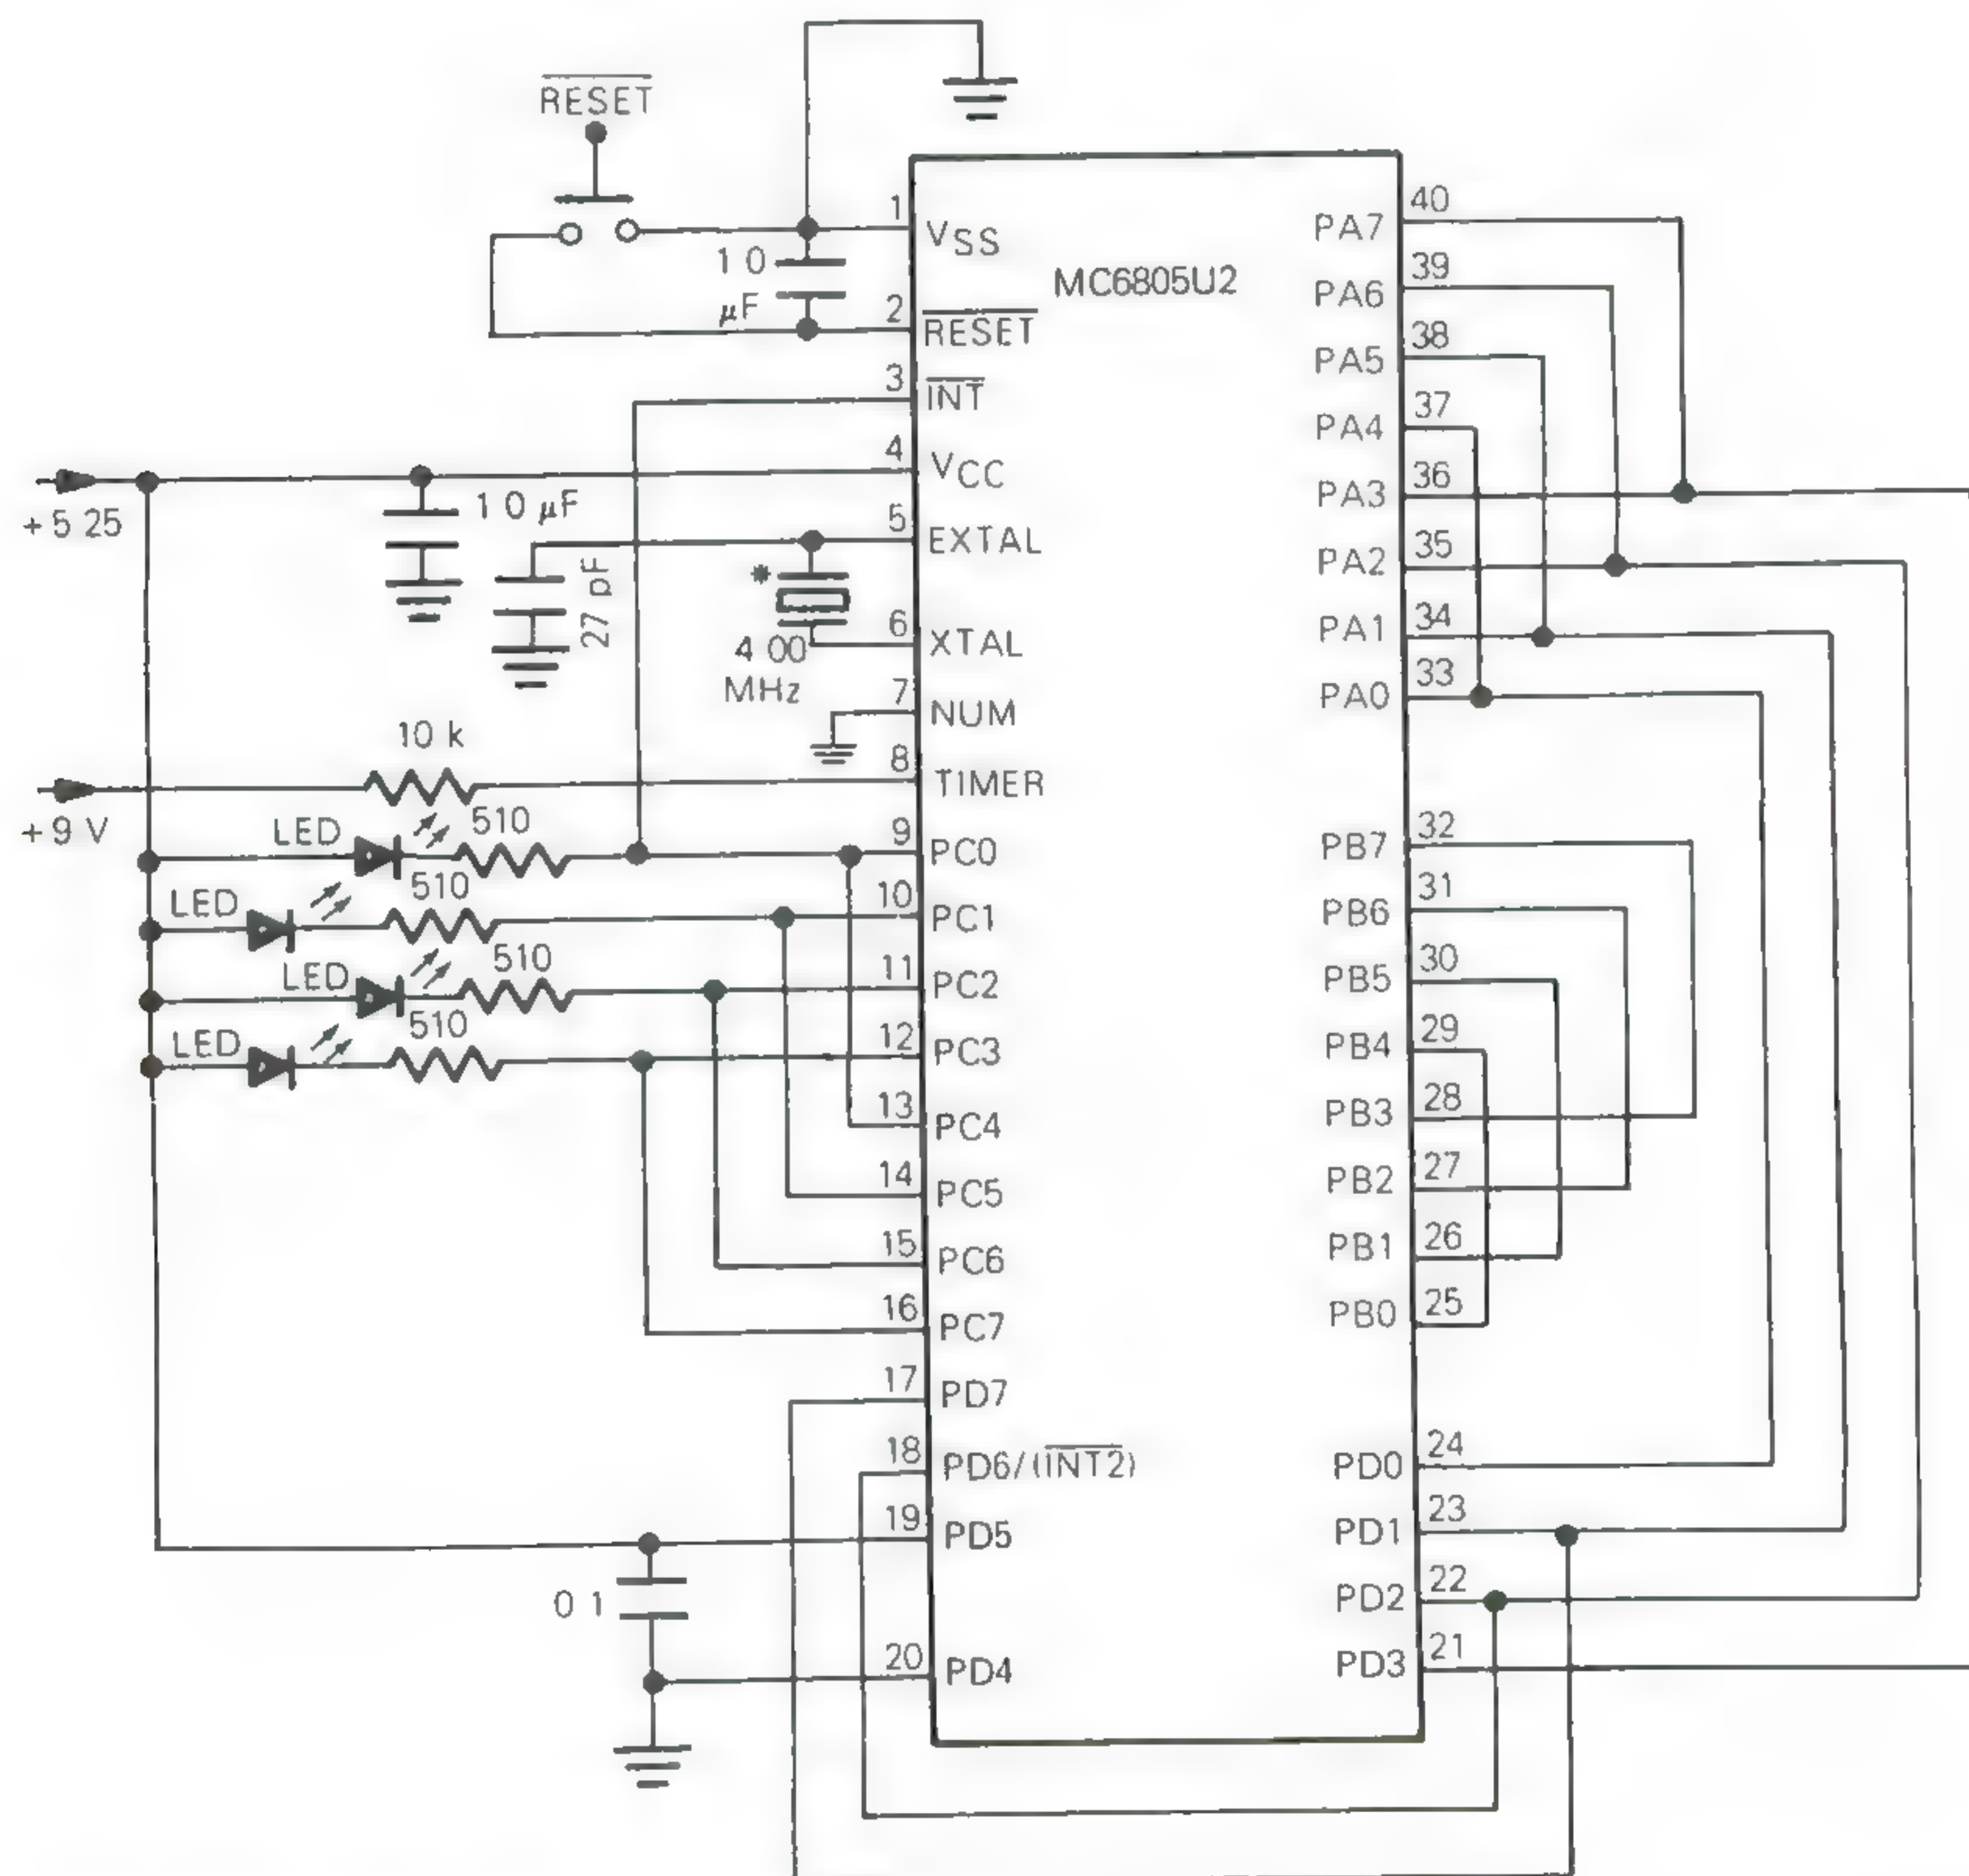 RESET
1 0
μF
+ 5 25
1 0 μF
27 pF
*
4 00
MHz
10 k
+ 9 V
LED
510
LED
510
LED
510
LED
510
0 1
MC6805U2
1
VSS
2
RESET
3
INT
4
VCC
5
EXTAL
6
XTAL
7
NUM
8
TIMER
9
PC0
10
PC1
11
PC2
12
PC3
13
PC4
14
PC5
15
PC6
16
PC7
17
PD7
18
PD6/(INT2)
19
PD5
20
PD4
40
PA7
39
PA6
38
PA5
37
PA4
36
PA3
35
PA2
34
PA1
33
PA0
32
PB7
31
PB6
30
PB5
29
PB4
28
PB3
27
PB2
26
PB1
25
PB0
24
PD0
23
PD1
22
PD2
21
PD3